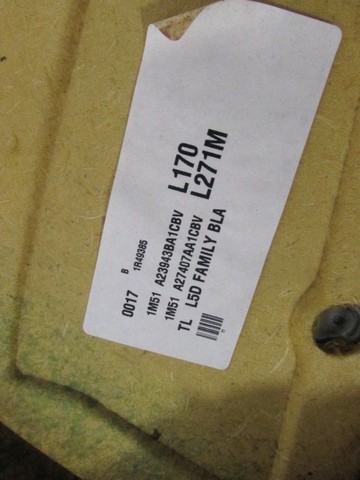 B 1R49365
0017
L170
1M51 A23943BA1CBV
L271M
1M51 A27407AA1CBV
TL L5D FAMILY BLA